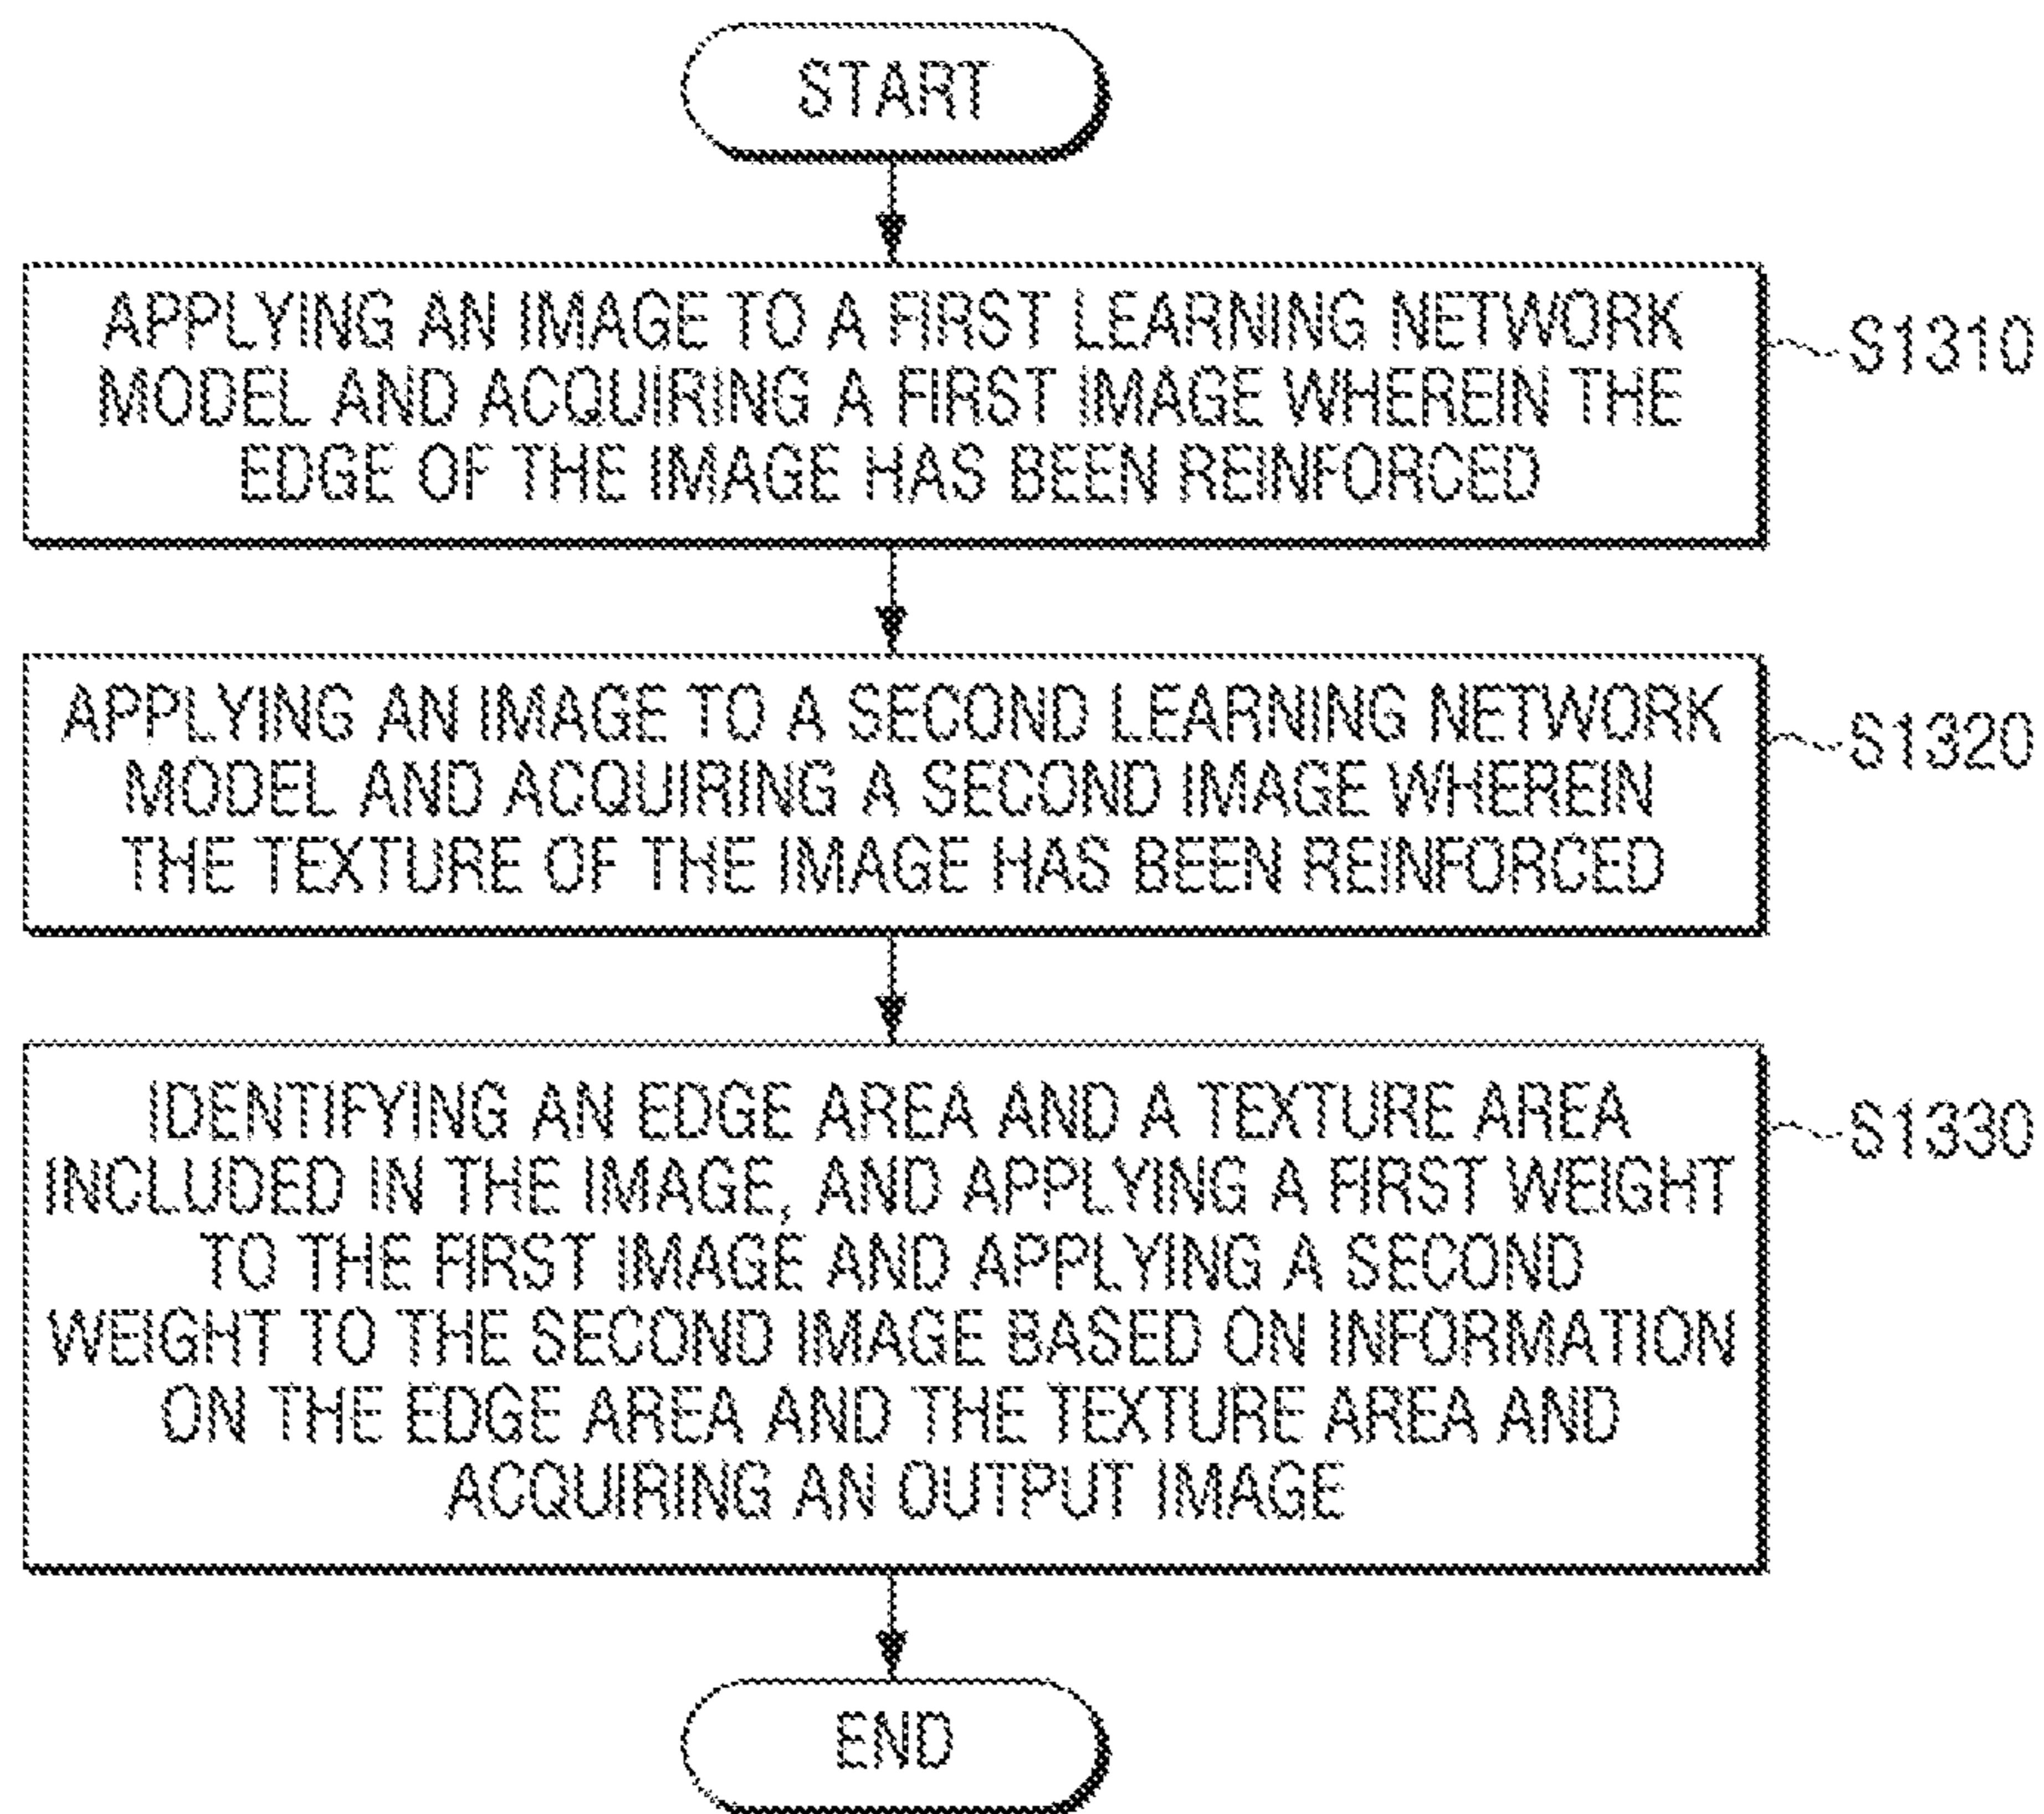 START
APPLYING AN IMAGE TO A FIRST LEARNING NETWORK
MODEL AND ACQUIRING A FIRST IMAGE WHEREIN THE
EDGE OF THE IMAGE HAS BEEN REINFORCED
S1310
APPLYING AN IMAGE TO A SECOND LEARNING NETWORK
MODEL AND ACQUIRING A SECOND IMAGE WHEREIN
THE TEXTURE OF THE IMAGE HAS BEEN REINFORCED
S1320
IDENTIFYING AN EDGE AREA AND A TEXTURE AREA
INCLUDED IN THE IMAGE, AND APPLYING A FIRST WEIGHT
TO THE FIRST IMAGE AND APPLYING A SECOND
WEIGHT TO THE SECOND IMAGE BASED ON INFORMATION
ON THE EDGE AREA AND THE TEXTURE AREA AND
ACQUIRING AN OUTPUT IMAGE
S1330
END